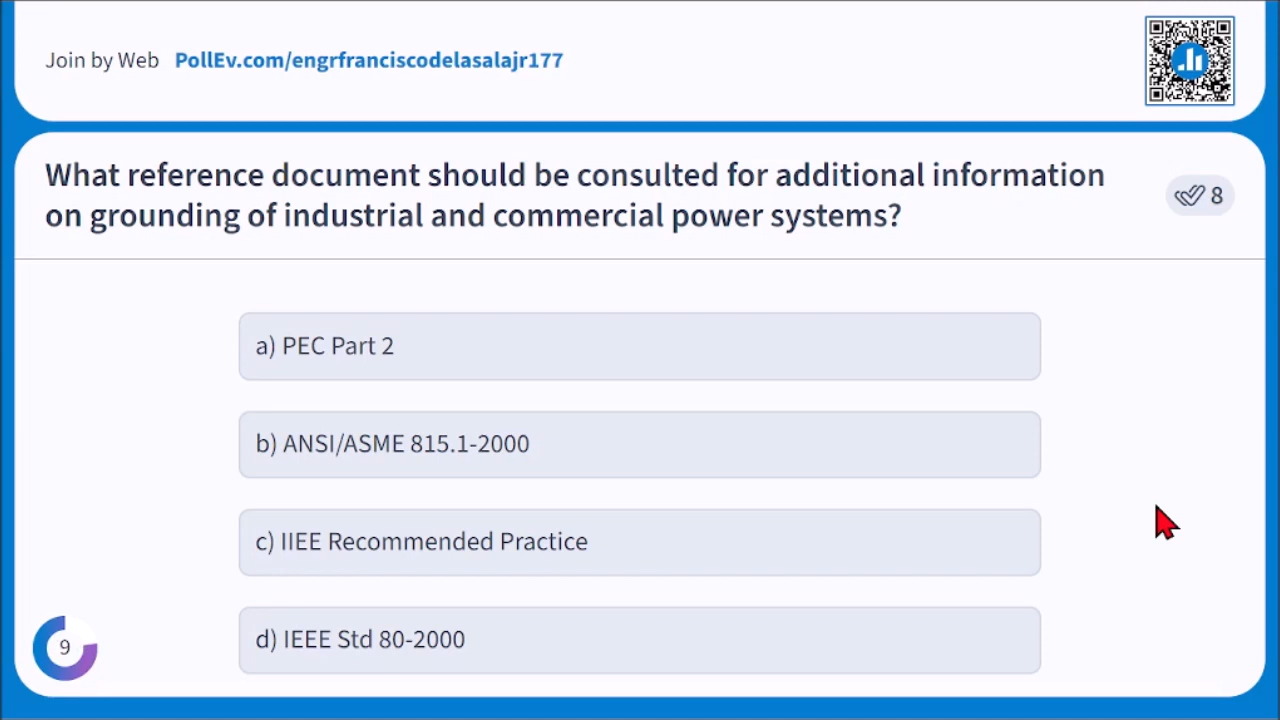 Join by Web PollEv.com/engrfranciscodelasalajr177
What reference document should be consulted for additional information
on grounding of industrial and commercial power systems?
8
a) PEC Part 2
b) ANSI/ASME 815.1-2000
c) IIEE Recommended Practice
d) IEEE Std 80-2000
9